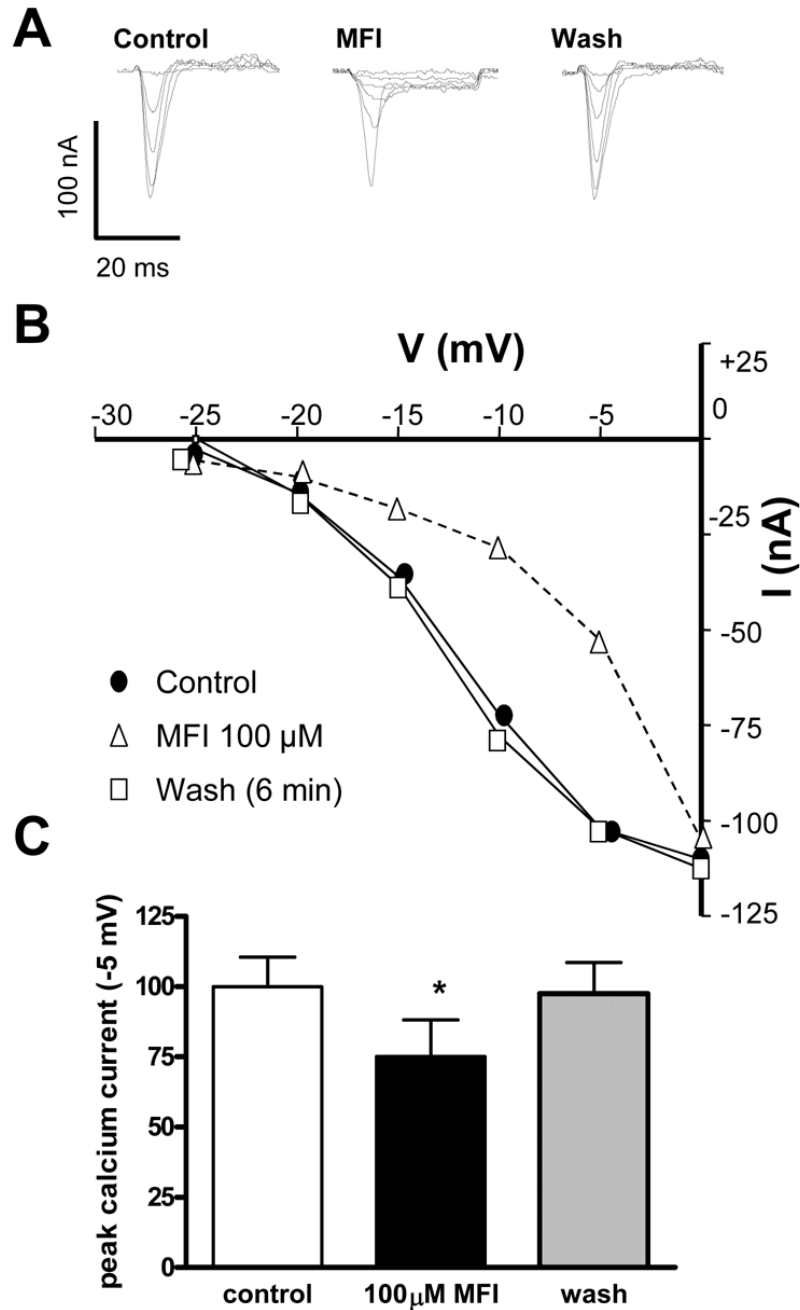 A
Control MFI Wash
100 nA
20 ms
B
V (mV)
-30 -25 -20 -15 -10 -5 0
+25
-25
-50
-75
-100
-125
I (nA)
Control
MFI 100 µM
Wash (6 min)
C
peak calcium current (-5 mV)
125
100
75
50
25
0
*
control 100µM MFI wash